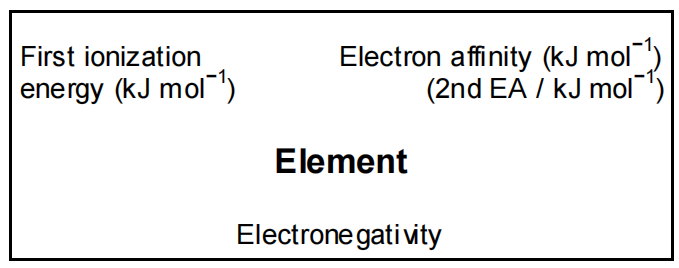 First ionization
energy (kJ mol⁻¹)
Electron affinity (kJ mol⁻¹)
(2nd EA / kJ mol⁻¹)
Element
Electronegativity